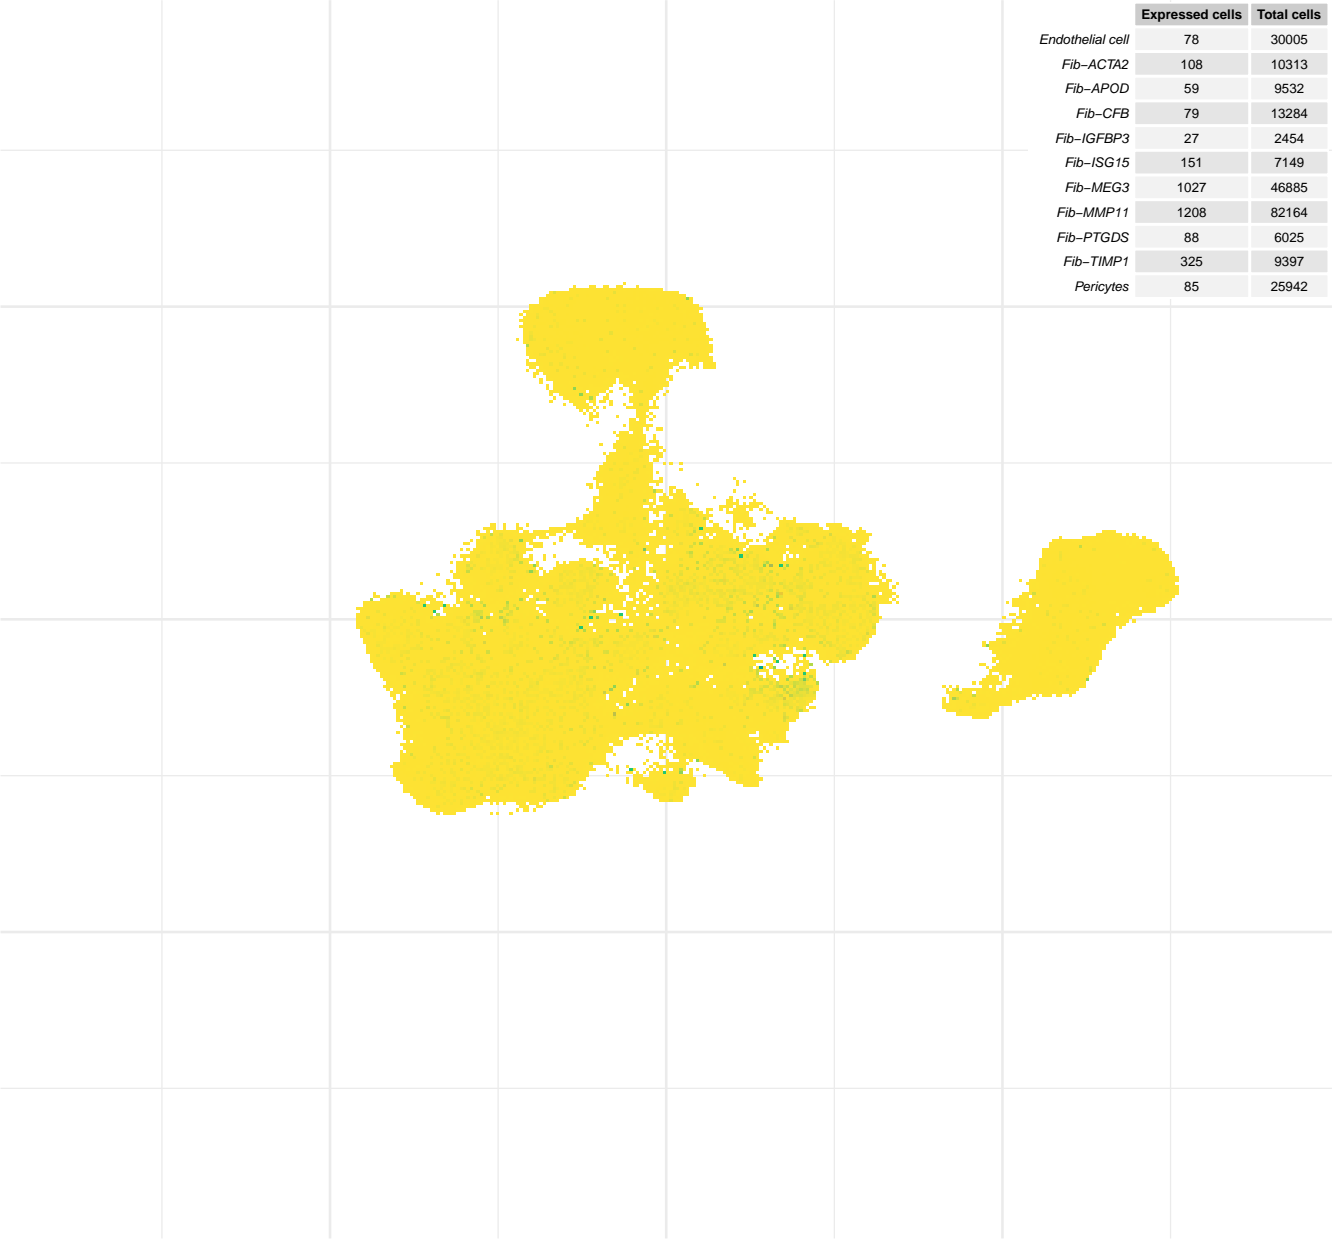 Expressed cells Total cells
Endothelial cell 78 30005
Fib−ACTA2 108 10313
Fib−APOD 59 9532
Fib−CFB 79 13284
Fib−IGFBP3 27 2454
Fib−ISG15 151 7149
Fib−MEG3 1027 46885
Fib−MMP11 1208 82164
Fib−PTGDS 88 6025
Fib−TIMP1 325 9397
Pericytes 85 25942